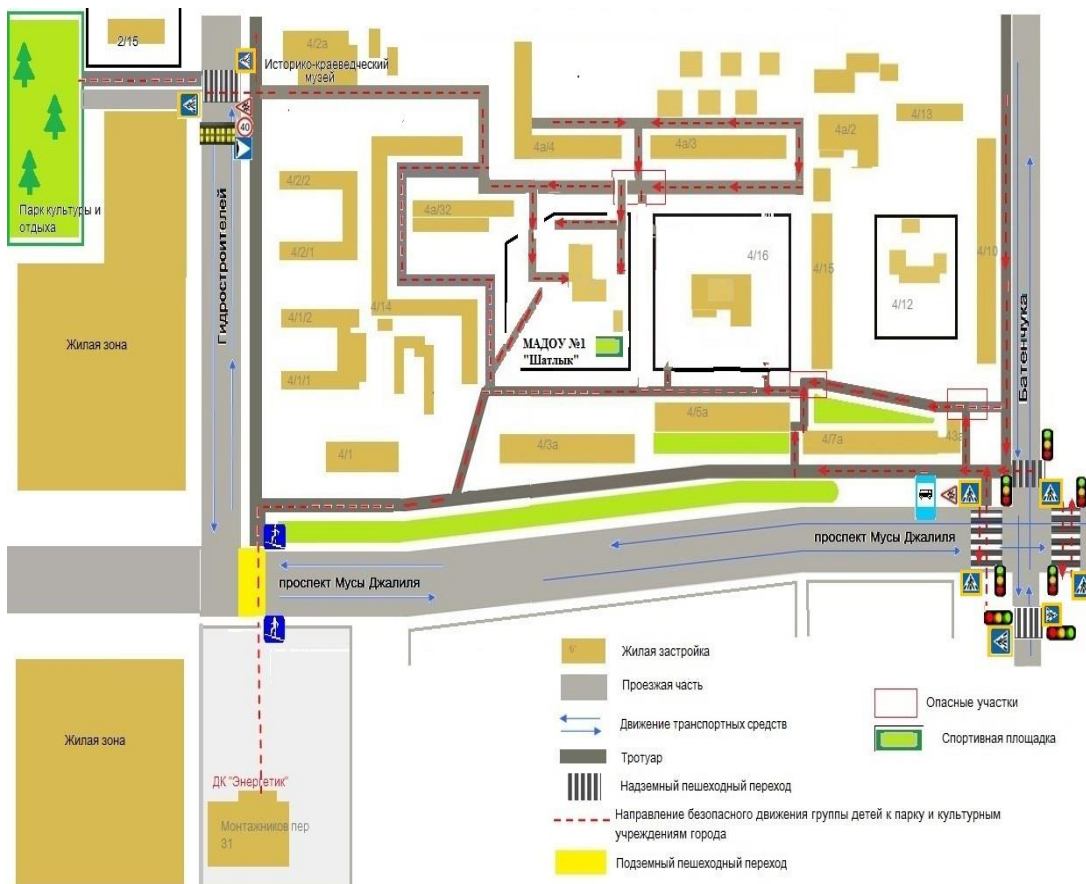 2/15
4/2а
Историко-краеведческий
музей
40
Парк культуры и
отдыха
Гидростроителей
Жилая зона
4/2/2
4/2/1
4/1/2
4/1/1
4/14
4/1
4а/32
4а/4
4а/3
4а/2
4/13
4/10
4/15
4/16
4/12
МАДОУ №1
"Шатлык"
Батенчука
4/3а
4/5а
4/7а
43а
проспект Мусы Джалиля
проспект Мусы Джалиля
Жилая зона
ДК "Энергетик"
Монтажников пер
31
Жилая застройка
Проезжая часть
Движение транспортных средств
Тротуар
Надземный пешеходный переход
Направление безопасного движения группы детей к парку и культурным
учреждениям города
Подземный пешеходный переход
Опасные участки
Спортивная площадка